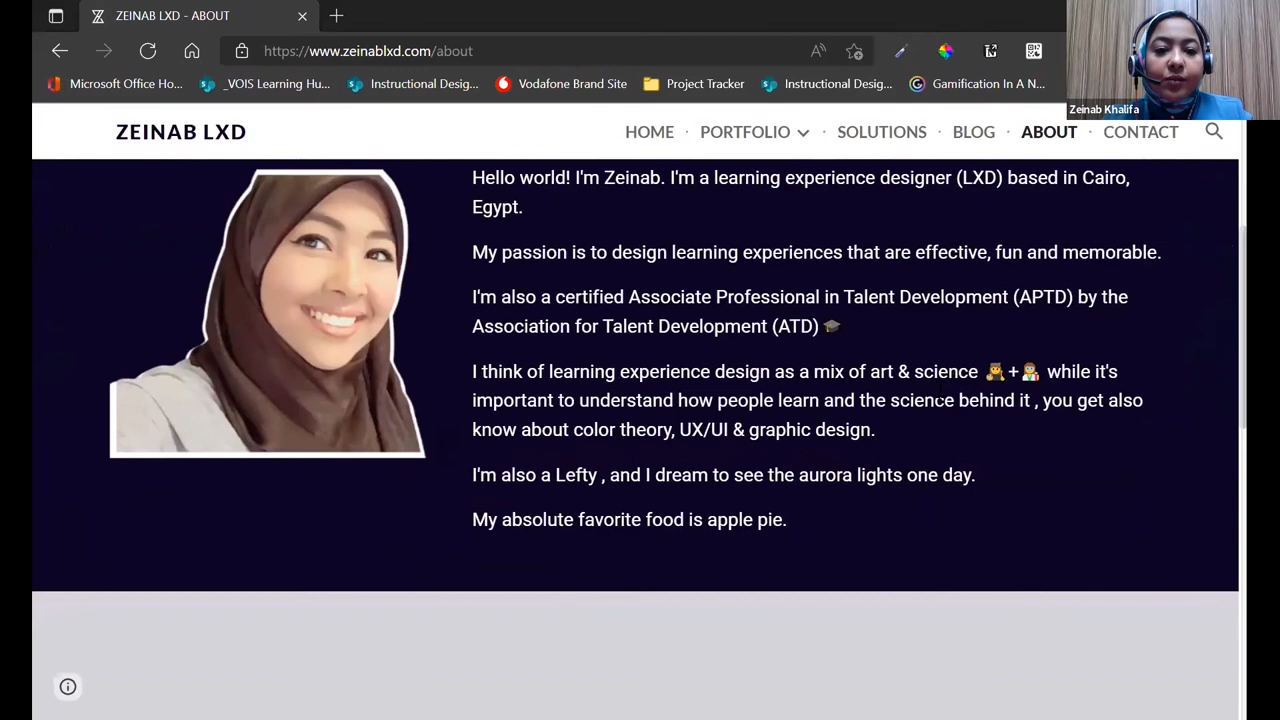 ZEINAB LXD - ABOUT
https://www.zeinablxd.com/about
Microsoft Office Ho...
_VOIS Learning Hu...
Instructional Desig...
Vodafone Brand Site
Project Tracker
Instructional Desig...
Gamification In A N...
Zeinab Khalifa
ZEINAB LXD
HOME · PORTFOLIO · SOLUTIONS · BLOG · ABOUT · CONTACT
Hello world! I'm Zeinab. I'm a learning experience designer (LXD) based in Cairo,
Egypt.
My passion is to design learning experiences that are effective, fun and memorable.
I'm also a certified Associate Professional in Talent Development (APTD) by the
Association for Talent Development (ATD) 🎓
I think of learning experience design as a mix of art & science 👩‍🎨+👩‍🔬 while it's
important to understand how people learn and the science behind it , you get also
know about color theory, UX/UI & graphic design.
I'm also a Lefty , and I dream to see the aurora lights one day.
My absolute favorite food is apple pie.